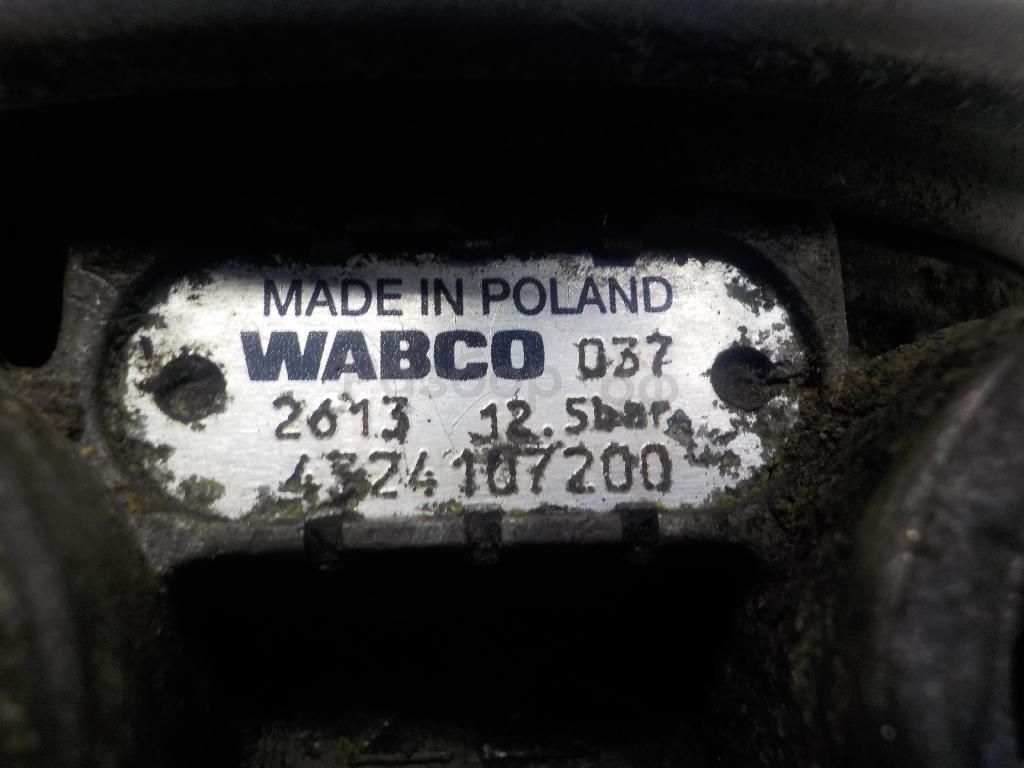 MADE IN POLAND
WABCO 037
2613 12.5bar
4324107200